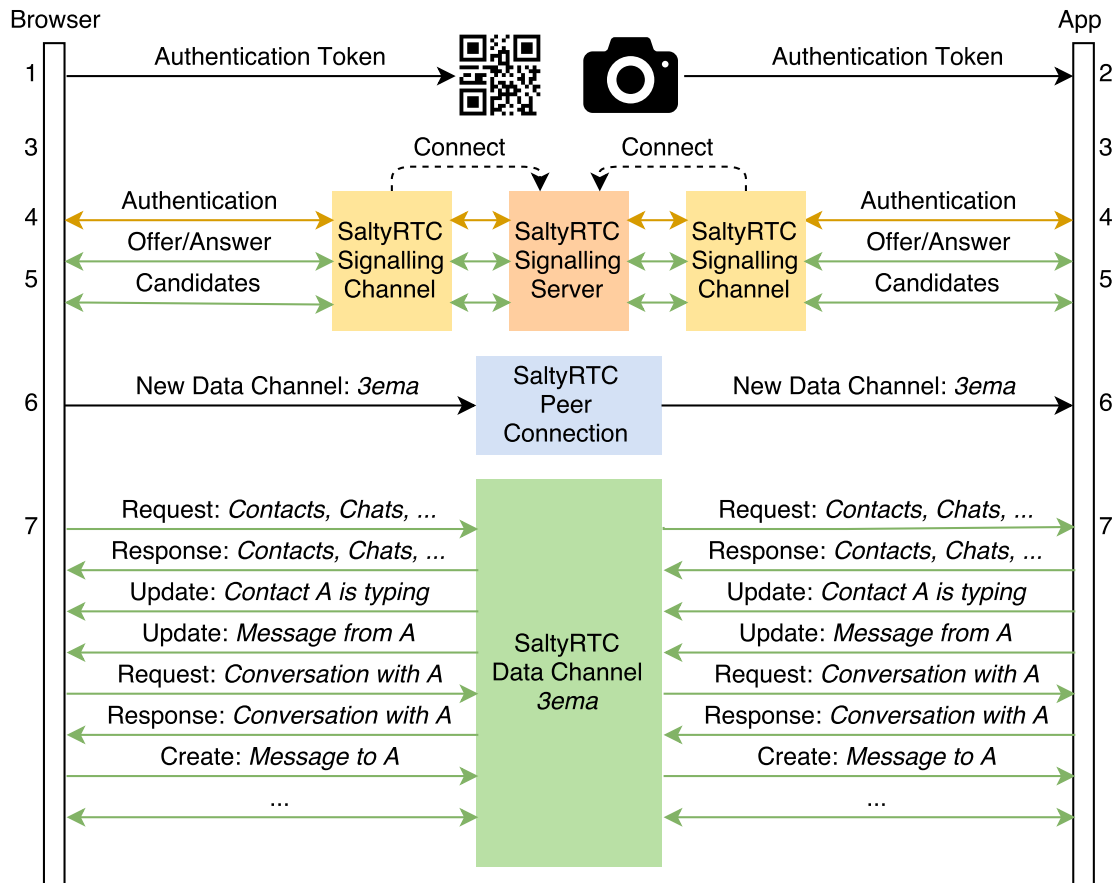 Browser
App
1
Authentication Token
Authentication Token
2
3
Connect
Connect
3
4
Authentication
SaltyRTC
Signalling
Channel
SaltyRTC
Signalling
Server
SaltyRTC
Signalling
Channel
Authentication
4
Offer/Answer
Offer/Answer
5
Candidates
Candidates
5
6
New Data Channel: 3ema
SaltyRTC
Peer
Connection
New Data Channel: 3ema
6
7
Request: Contacts, Chats, ...
Request: Contacts, Chats, ...
7
Response: Contacts, Chats, ...
Response: Contacts, Chats, ...
Update: Contact A is typing
Update: Contact A is typing
Update: Message from A
SaltyRTC
Data Channel
3ema
Update: Message from A
Request: Conversation with A
Request: Conversation with A
Response: Conversation with A
Response: Conversation with A
Create: Message to A
Create: Message to A
...
...